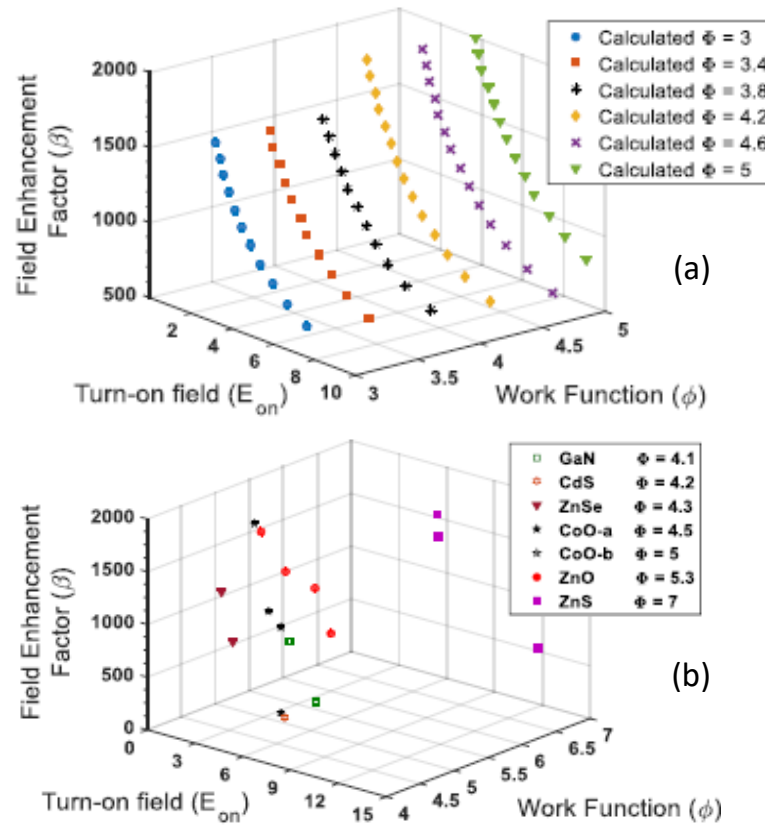 Calculated Φ = 3
Calculated Φ = 3.4
Calculated Φ = 3.8
Calculated Φ = 4.2
Calculated Φ = 4.6
Calculated Φ = 5
2000
1500
1000
500
Field Enhancement
Factor (β)
2
4
6
8
10
Turn-on field (E_on)
3
3.5
4
4.5
5
Work Function (ϕ)
(a)
GaN Φ = 4.1
CdS Φ = 4.2
ZnSe Φ = 4.3
CoO-a Φ = 4.5
CoO-b Φ = 5
ZnO Φ = 5.3
ZnS Φ = 7
2000
1500
1000
500
0
Field Enhancement
Factor (β)
0
3
6
9
12
15
Turn-on field (E_on)
4
4.5
5
5.5
6
6.5
7
Work Function (ϕ)
(b)